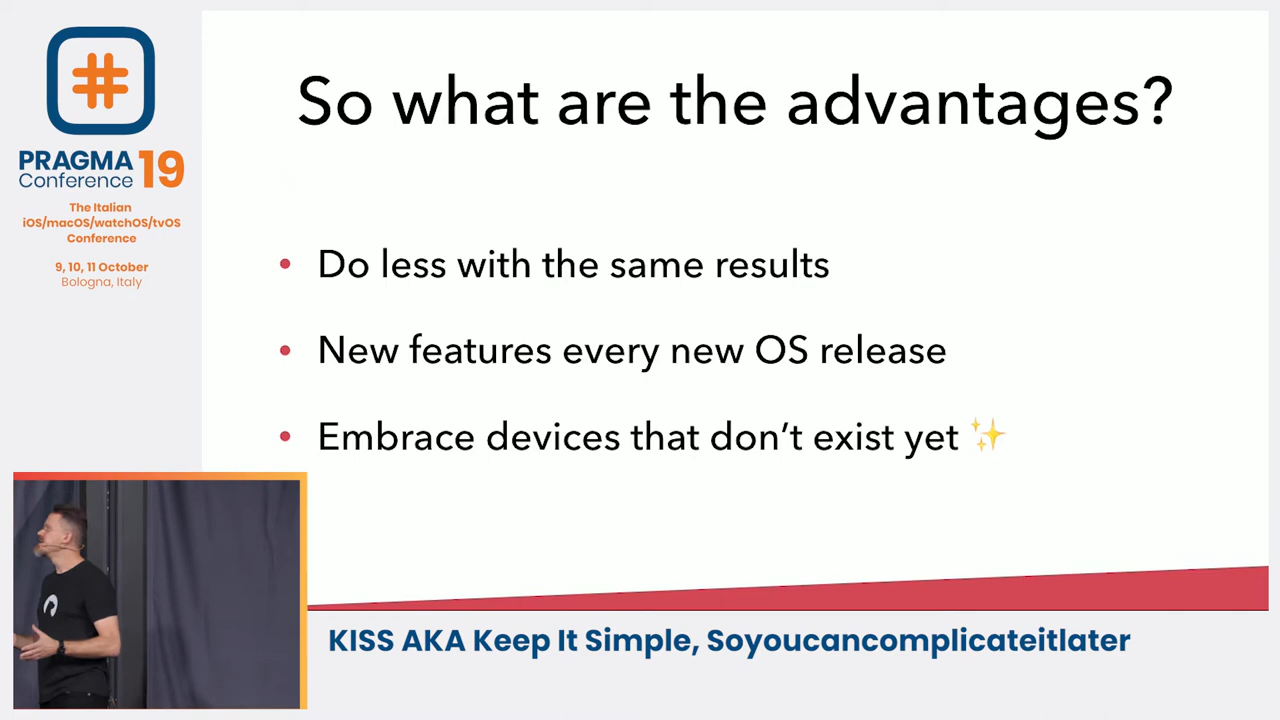 #
PRAGMA
Conference 19
The Italian
iOS/macOS/watchOS/tvOS
Conference
9, 10, 11 October
Bologna, Italy
So what are the advantages?
• Do less with the same results
• New features every new OS release
• Embrace devices that don’t exist yet ✨
KISS AKA Keep It Simple, Soyoucancomplicateitlater